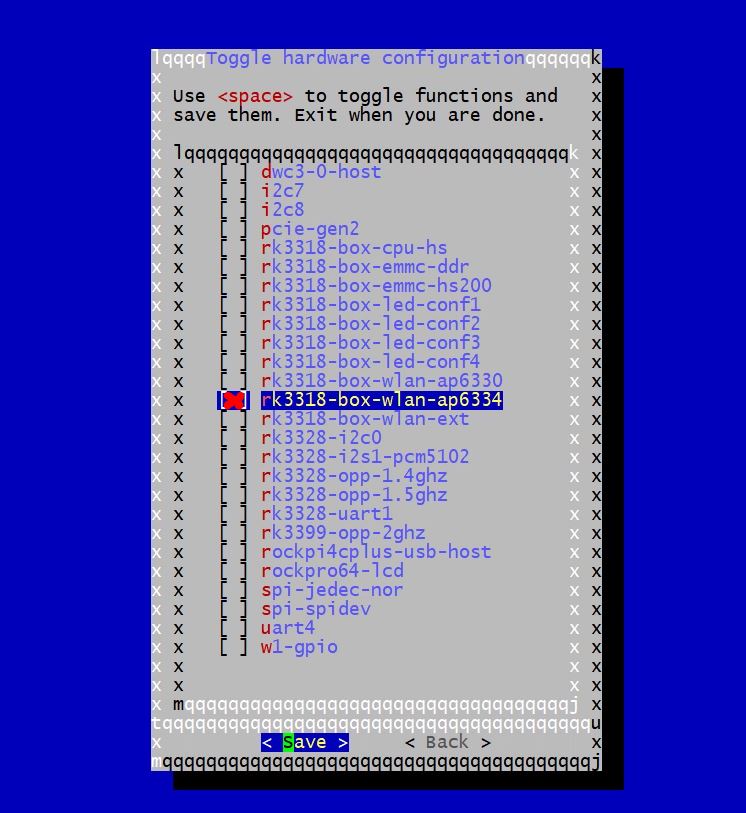 lqqqqToggle hardware configurationqqqqqqk
x x
x Use <space> to toggle functions and x
x save them. Exit when you are done. x
x x
x lqqqqqqqqqqqqqqqqqqqqqqqqqqqqqqqqqqqk x
x x [ ] dwc3-0-host x x
x x [ ] i2c7 x x
x x [ ] i2c8 x x
x x [ ] pcie-gen2 x x
x x [ ] rk3318-box-cpu-hs x x
x x [ ] rk3318-box-emmc-ddr x x
x x [ ] rk3318-box-emmc-hs200 x x
x x [ ] rk3318-box-led-conf1 x x
x x [ ] rk3318-box-led-conf2 x x
x x [ ] rk3318-box-led-conf3 x x
x x [ ] rk3318-box-led-conf4 x x
x x [ ] rk3318-box-wlan-ap6330 x x
x x [ ] rk3318-box-wlan-ap6334 x x
x x [ ] rk3318-box-wlan-ext x x
x x [ ] rk3328-i2c0 x x
x x [ ] rk3328-i2s1-pcm5102 x x
x x [ ] rk3328-opp-1.4ghz x x
x x [ ] rk3328-opp-1.5ghz x x
x x [ ] rk3328-uart1 x x
x x [ ] rk3399-opp-2ghz x x
x x [ ] rockpi4cplus-usb-host x x
x x [ ] rockpro64-lcd x x
x x [ ] spi-jedec-nor x x
x x [ ] spi-spidev x x
x x [ ] uart4 x x
x x [ ] w1-gpio x x
x x x x
x x x x
x mqqqqqqqqqqqqqqqqqqqqqqqqqqqqqqqqqqqj x
tqqqqqqqqqqqqqqqqqqqqqqqqqqqqqqqqqqqqqqqu
x < Save > < Back > x
mqqqqqqqqqqqqqqqqqqqqqqqqqqqqqqqqqqqqqqqj